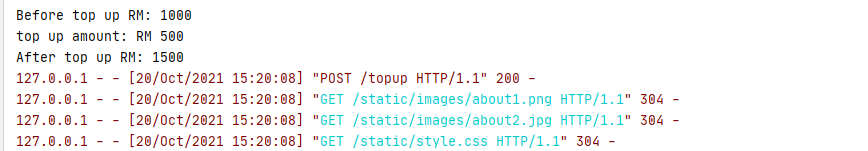 Before top up RM: 1000
top up amount: RM 500
After top up RM: 1500
127.0.0.1 - - [20/Oct/2021 15:20:08] "POST /topup HTTP/1.1" 200 -
127.0.0.1 - - [20/Oct/2021 15:20:08] "GET /static/images/about1.png HTTP/1.1" 304 -
127.0.0.1 - - [20/Oct/2021 15:20:08] "GET /static/images/about2.jpg HTTP/1.1" 304 -
127.0.0.1 - - [20/Oct/2021 15:20:08] "GET /static/style.css HTTP/1.1" 304 -